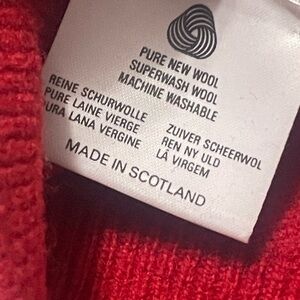 PURE NEW WOOL
SUPERWASH WOOL
MACHINE WASHABLE
REINE SCHURWOLLE
PURE LAINE VIERGE
PURA LANA VERGINE
ZUIVER SCHEERWOL
REN NY ULD
LÃ VIRGEM
MADE IN SCOTLAND